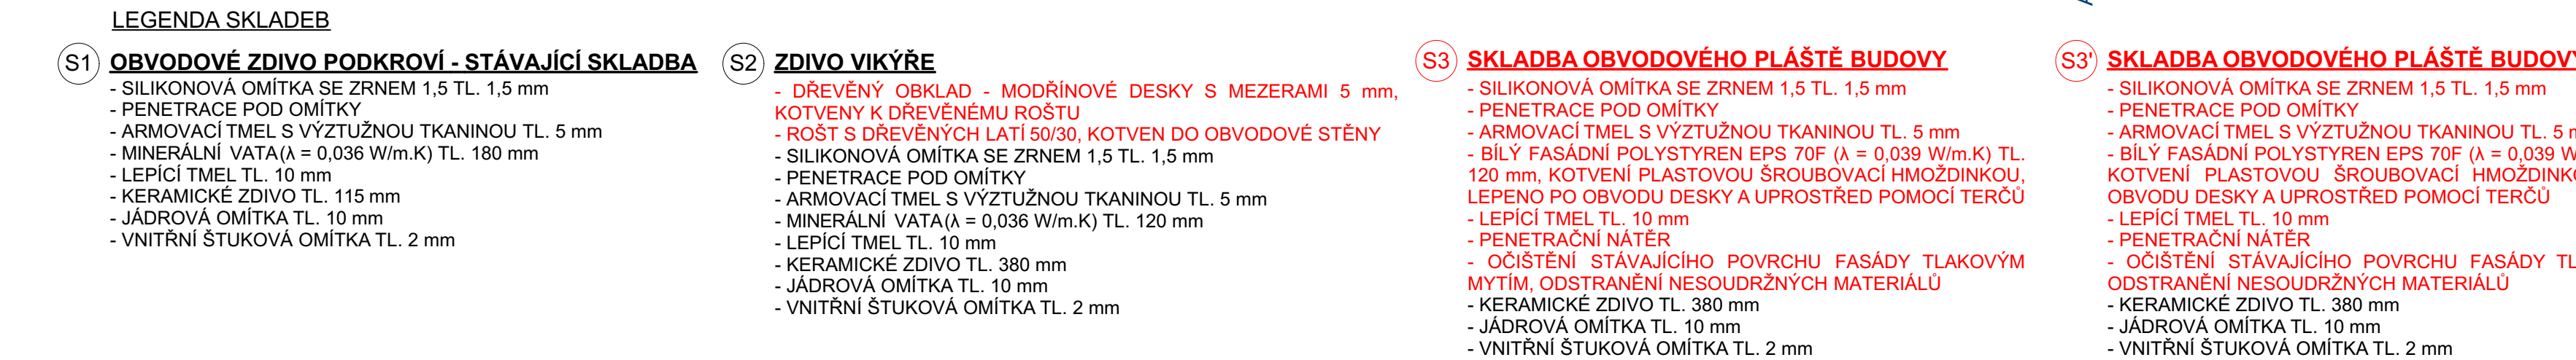 LEGENDA SKLADEB
S1 OBVODOVÉ ZDIVO PODKROVÍ - STÁVAJÍCÍ SKLADBA
- SILIKONOVÁ OMÍTKA SE ZRNEM 1,5 TL. 1,5 mm
- PENETRACE POD OMÍTKY
- ARMOVACÍ TMEL S VÝZTUŽNOU TKANINOU TL. 5 mm
- MINERÁLNÍ VATA(λ = 0,036 W/m.K) TL. 180 mm
- LEPÍCÍ TMEL TL. 10 mm
- KERAMICKÉ ZDIVO TL. 115 mm
- JÁDROVÁ OMÍTKA TL. 10 mm
- VNITŘNÍ ŠTUKOVÁ OMÍTKA TL. 2 mm
S2 ZDIVO VIKÝŘE
- DŘEVĚNÝ OBKLAD - MODŘÍNOVÉ DESKY S MEZERAMI 5 mm,
KOTVENY K DŘEVĚNÉMU ROŠTU
- ROŠT S DŘEVĚNÝCH LATÍ 50/30, KOTVEN DO OBVODOVÉ STĚNY
- SILIKONOVÁ OMÍTKA SE ZRNEM 1,5 TL. 1,5 mm
- PENETRACE POD OMÍTKY
- ARMOVACÍ TMEL S VÝZTUŽNOU TKANINOU TL. 5 mm
- MINERÁLNÍ VATA(λ = 0,036 W/m.K) TL. 120 mm
- LEPÍCÍ TMEL TL. 10 mm
- KERAMICKÉ ZDIVO TL. 380 mm
- JÁDROVÁ OMÍTKA TL. 10 mm
- VNITŘNÍ ŠTUKOVÁ OMÍTKA TL. 2 mm
S3 SKLADBA OBVODOVÉHO PLÁŠTĚ BUDOVY
- SILIKONOVÁ OMÍTKA SE ZRNEM 1,5 TL. 1,5 mm
- PENETRACE POD OMÍTKY
- ARMOVACÍ TMEL S VÝZTUŽNOU TKANINOU TL. 5 mm
- BÍLÝ FASÁDNÍ POLYSTYREN EPS 70F (λ = 0,039 W/m.K) TL.
120 mm, KOTVENÍ PLASTOVOU ŠROUBOVACÍ HMOŽDINKOU,
LEPENO PO OBVODU DESKY A UPROSTŘED POMOCÍ TERČŮ
- LEPÍCÍ TMEL TL. 10 mm
- PENETRAČNÍ NÁTĚR
- OČIŠTĚNÍ STÁVAJÍCÍHO POVRCHU FASÁDY TLAKOVÝM
MYTÍM, ODSTRANĚNÍ NESOUDRŽNÝCH MATERIÁLŮ
- KERAMICKÉ ZDIVO TL. 380 mm
- JÁDROVÁ OMÍTKA TL. 10 mm
- VNITŘNÍ ŠTUKOVÁ OMÍTKA TL. 2 mm
S3' SKLADBA OBVODOVÉHO PLÁŠTĚ BUDOVY
- SILIKONOVÁ OMÍTKA SE ZRNEM 1,5 TL. 1,5 mm
- PENETRACE POD OMÍTKY
- ARMOVACÍ TMEL S VÝZTUŽNOU TKANINOU TL. 5
- BÍLÝ FASÁDNÍ POLYSTYREN EPS 70F (λ = 0,039
KOTVENÍ PLASTOVOU ŠROUBOVACÍ
OBVODU DESKY A UPROSTŘED POMOCÍ TERČŮ
- LEPÍCÍ TMEL TL. 10 mm
- PENETRAČNÍ NÁTĚR
- OČIŠTĚNÍ STÁVAJÍCÍHO POVRCHU FASÁDY
ODSTRANĚNÍ NESOUDRŽNÝCH MATERIÁLŮ
- KERAMICKÉ ZDIVO TL. 380 mm
- JÁDROVÁ OMÍTKA TL. 10 mm
- VNITŘNÍ ŠTUKOVÁ OMÍTKA TL. 2 mm